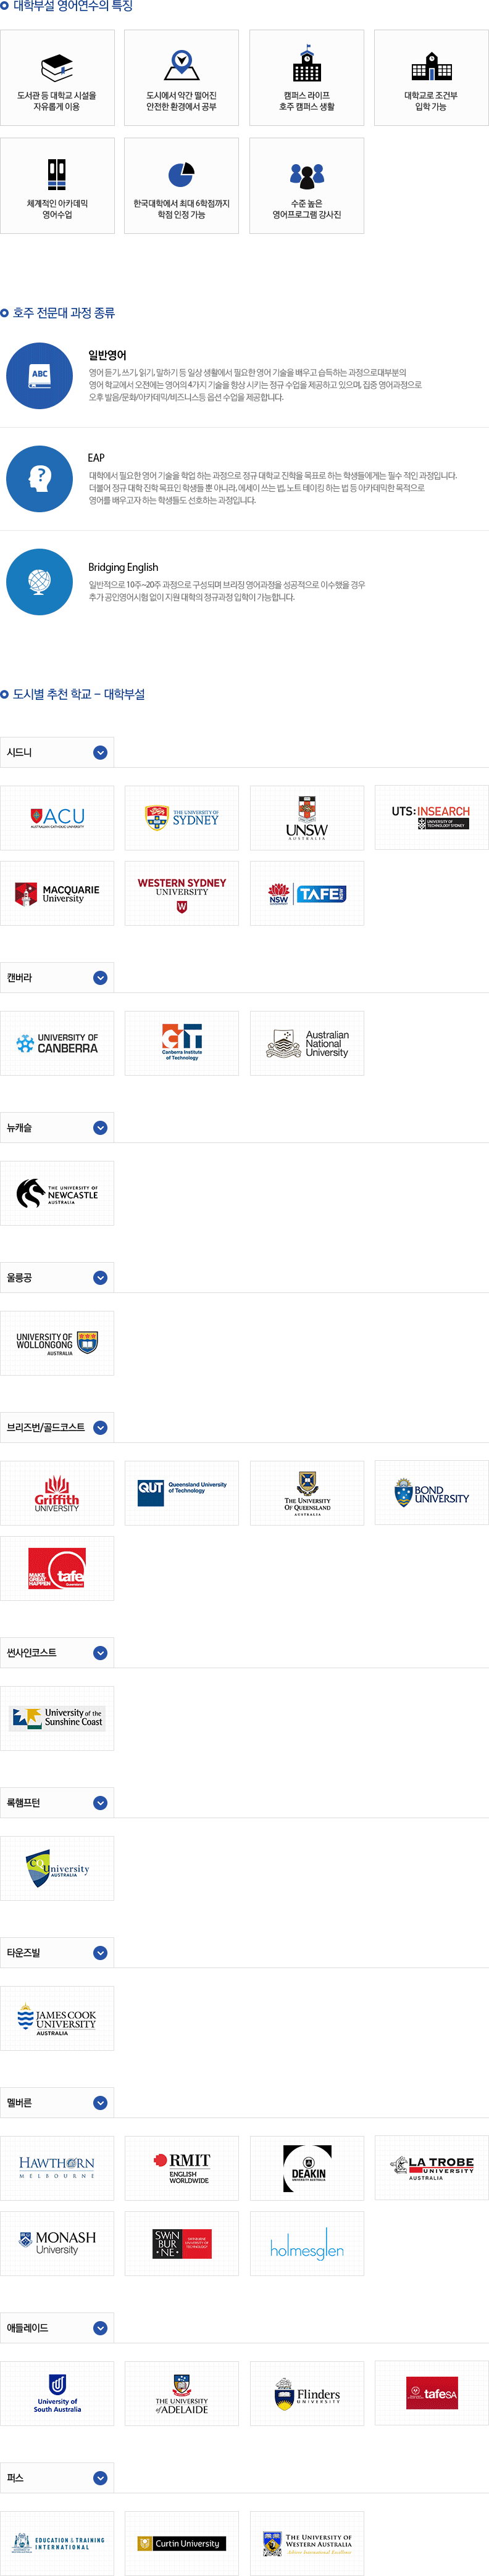 대학부설 영어연수의 특징
도서관 등 대학교 시설을
자유롭게 이용
도시에서 약간 떨어진
안전한 환경에서 공부
캠퍼스 라이프
호주 캠퍼스 생활
대학교로 조건부
입학 가능
체계적인 아카데믹
영어수업
한국대학에서 최대 6학점까지
학점 인정 가능
수준 높은
영어프로그램 강사진
호주 전문대 과정 종류
ABC
일반영어
영어 듣기, 쓰기, 읽기, 말하기 등 일상 생활에서 필요한 영어 기술을 배우고 습득하는 과정으로대부분의
영어 학교에서 오전에는 영어의 4가지 기술을 향상 시키는 정규 수업을 제공하고 있으며, 집중 영어과정으로
오후 발음/문화/아카테믹/비즈니스등 옵션 수업을 제공합니다.
?
EAP
대학에서 필요한 영어 기술을 학업 하는 과정으로 정규 대학교 진학을 목표로 하는 학생들에게는 필수 적인 과정입니다.
더불어 정규 대학 진학 목표인 학생들 뿐 아니라, 에세이 쓰는 법, 노트 테이킹 하는 법 등 아카데믹한 목적으로
영어를 배우고자 하는 학생들도 선호하는 과정입니다.
Bridging English
일반적으로 10주~20주 과정으로 구성되며 브리징 영어과정을 성공적으로 이수했을 경우
추가 공인영어시험 없이 지원 대학의 정규과정 입학이 가능합니다.
도시별 추천 학교 – 대학부설
시드니
ACU
AUSTRALIAN CATHOLIC UNIVERSITY
THE UNIVERSITY OF
SYDNEY
UNSW
AUSTRALIA
UTS: INSEARCH
UNIVERSITY OF
TECHNOLOGY SYDNEY
MACQUARIE
University
WESTERN SYDNEY
UNIVERSITY
W
NSW
TAFE
NSW
캔버라
UNIVERSITY OF
CANBERRA
CIT
Canberra Institute
of Technology
Australian
National
University
뉴캐슬
THE UNIVERSITY OF
NEWCASTLE
AUSTRALIA
울릉공
UNIVERSITY OF
WOLLONGONG
AUSTRALIA
브리즈번/골드코스트
Griffith
UNIVERSITY
QUT
Queensland University
of Technology
THE UNIVERSITY
OF QUEENSLAND
AUSTRALIA
BOND
UNIVERSITY
MAKE
GREAT
HAPPEN
tafe
Queensland
썬사인코스트
University of the
Sunshine Coast
록햄프턴
CQUniversity
AUSTRALIA
타운즈빌
JAMES COOK
UNIVERSITY
AUSTRALIA
멜버른
HAWTHORN
MELBOURNE
RMIT
ENGLISH
WORLDWIDE
DEAKIN
UNIVERSITY AUSTRALIA
LA TROBE
UNIVERSITY
AUSTRALIA
MONASH
University
SWIN
BUR
NE
SWINBURNE
UNIVERSITY OF
TECHNOLOGY
holmesglen
애들레이드
University of
South Australia
THE UNIVERSITY
of ADELAIDE
Flinders
UNIVERSITY
tafeSA
퍼스
EDUCATION & TRAINING
INTERNATIONAL
Curtin University
THE UNIVERSITY OF
WESTERN AUSTRALIA
Achieve International Excellence